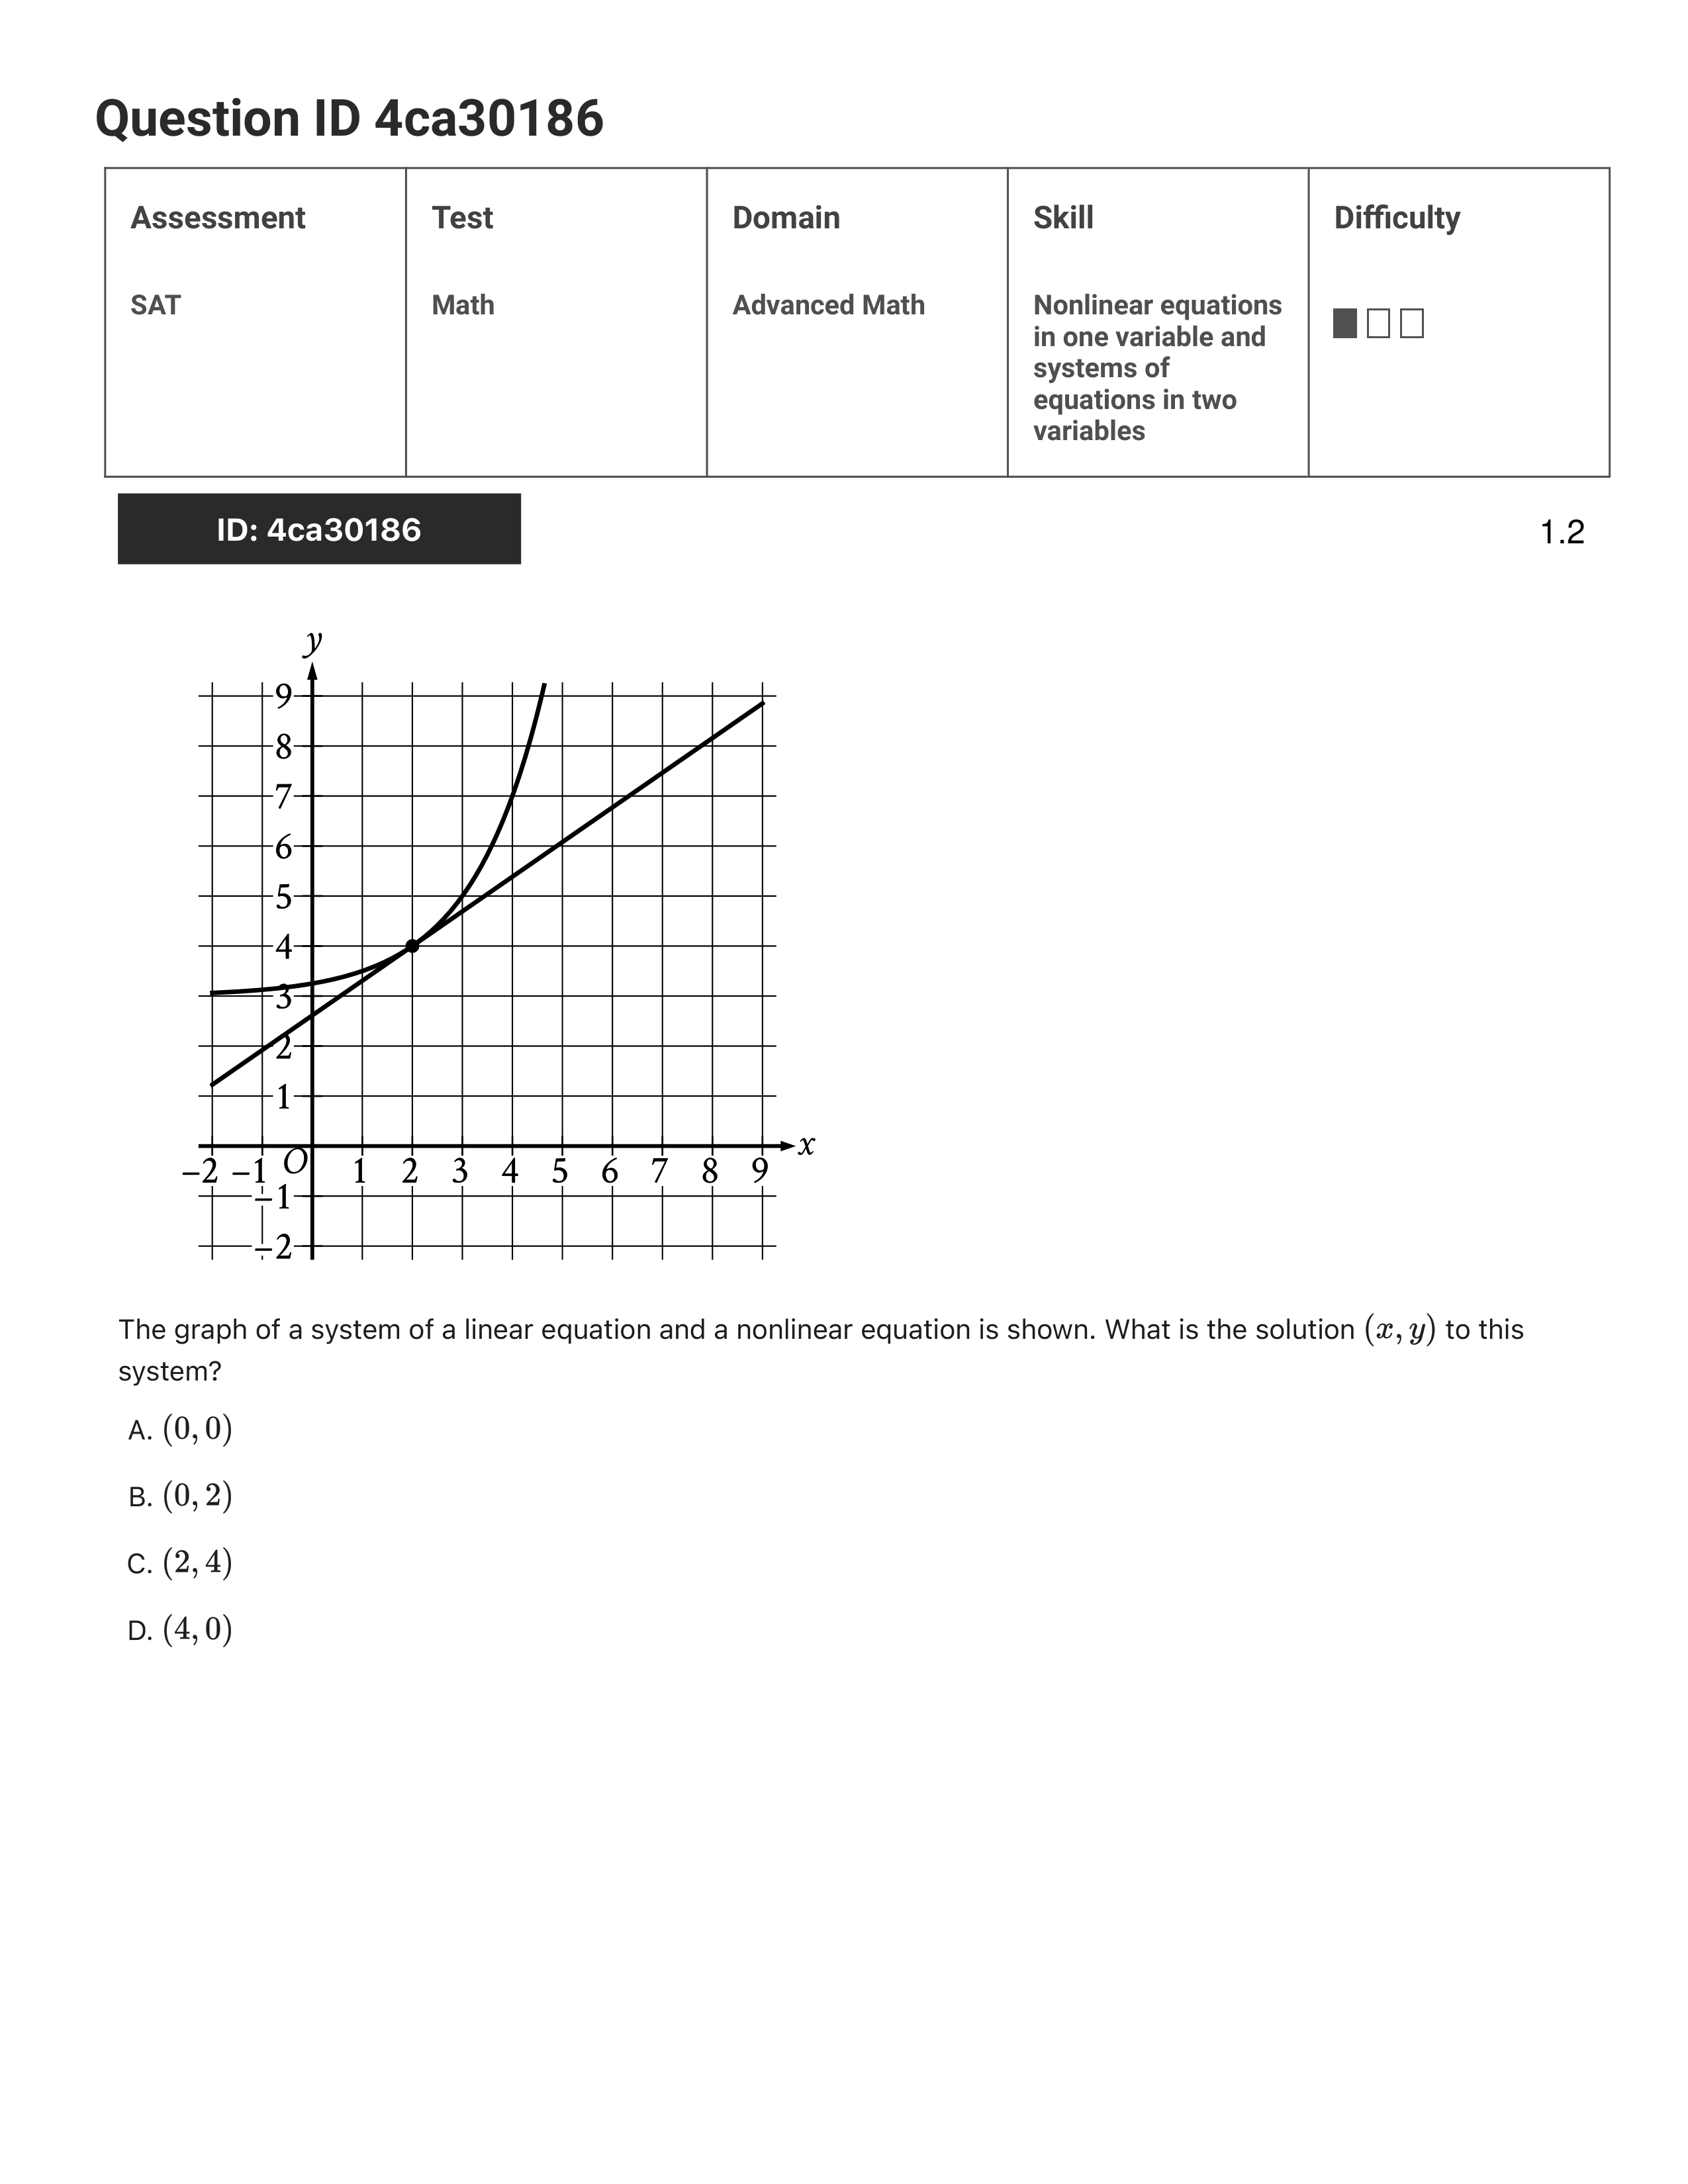 Question ID 4ca30186
Assessment Test Domain Skill Difficulty
SAT Math Advanced Math Nonlinear equations
in one variable and
systems of
equations in two
variables
ID: 4ca30186 1.2
y
9
8
7
6
5
4
3
2
1
x
−2 −1 O 1 2 3 4 5 6 7 8 9
−1
−2
The graph of a system of a linear equation and a nonlinear equation is shown. What is the solution (x, y) to this
system?
A. (0, 0)
B. (0, 2)
C. (2, 4)
D. (4, 0)